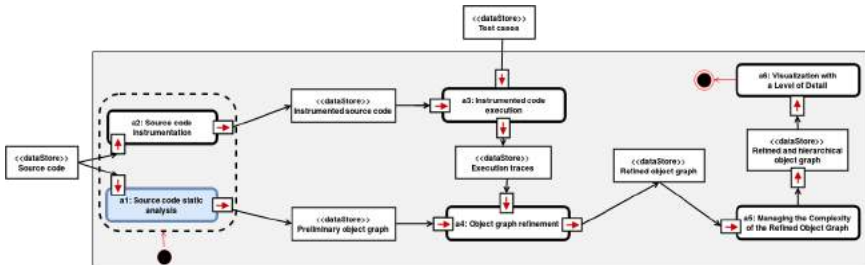 <<dataStore>>
Test cases
a6: Visualization with
a Level of Detail
<<dataStore>>
Instrumented source code
a3: Instrumented code
execution
a2: Source code
instrumentation
<<dataStore>>
Refined and hierarchical
object graph
<<dataStore>>
Source code
<<dataStore>>
Execution traces
<<dataStore>>
Refined object graph
a1: Source code static
analysis
<<dataStore>>
Preliminary object graph
a4: Object graph refinement
a5: Managing the Complexity
of the Refined Object Graph